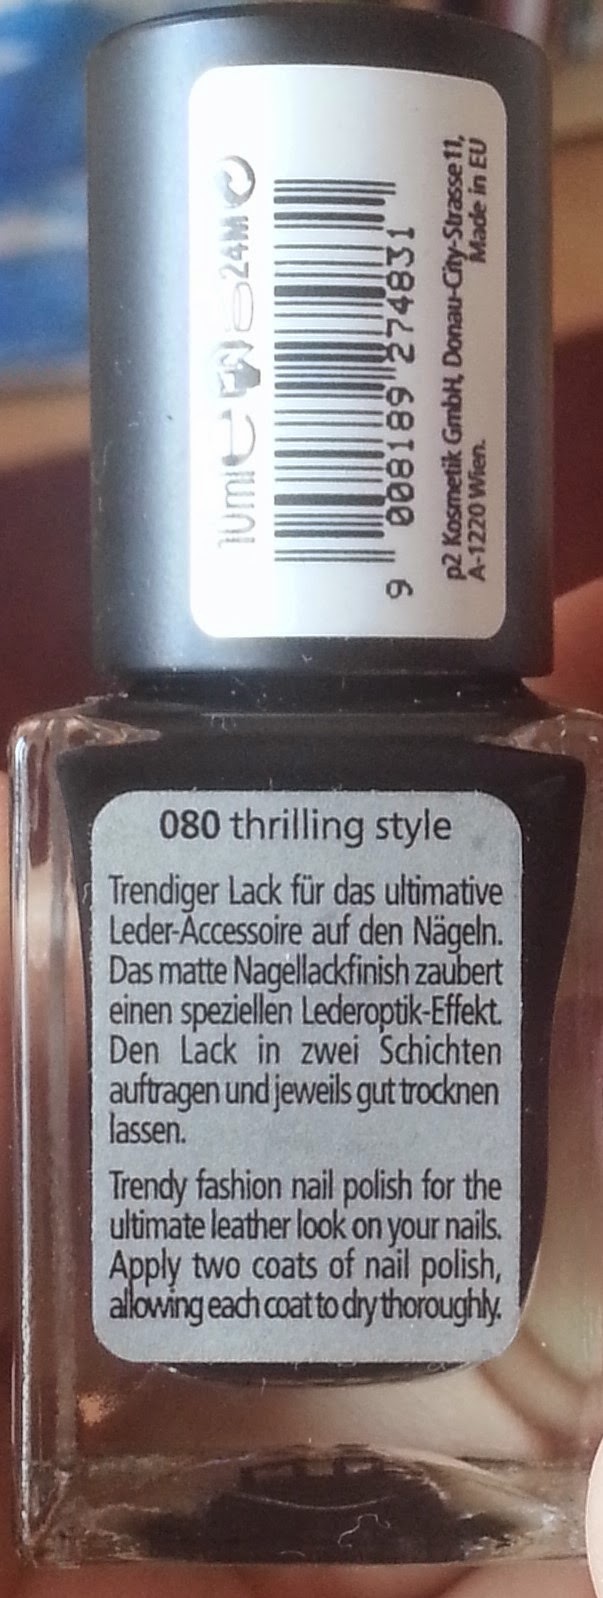 10ml e 24M
9 008189 274831
p2 Kosmetik GmbH, Donau-City-Strasse 11,
A-1220 Wien. Made in EU
080 thrilling style
Trendiger Lack für das ultimative
Leder-Accessoire auf den Nägeln.
Das matte Nagellackfinish zaubert
einen speziellen Lederoptik-Effekt.
Den Lack in zwei Schichten
auftragen und jeweils gut trocknen
lassen.
Trendy fashion nail polish for the
ultimate leather look on your nails.
Apply two coats of nail polish,
allowing each coat to dry thoroughly.